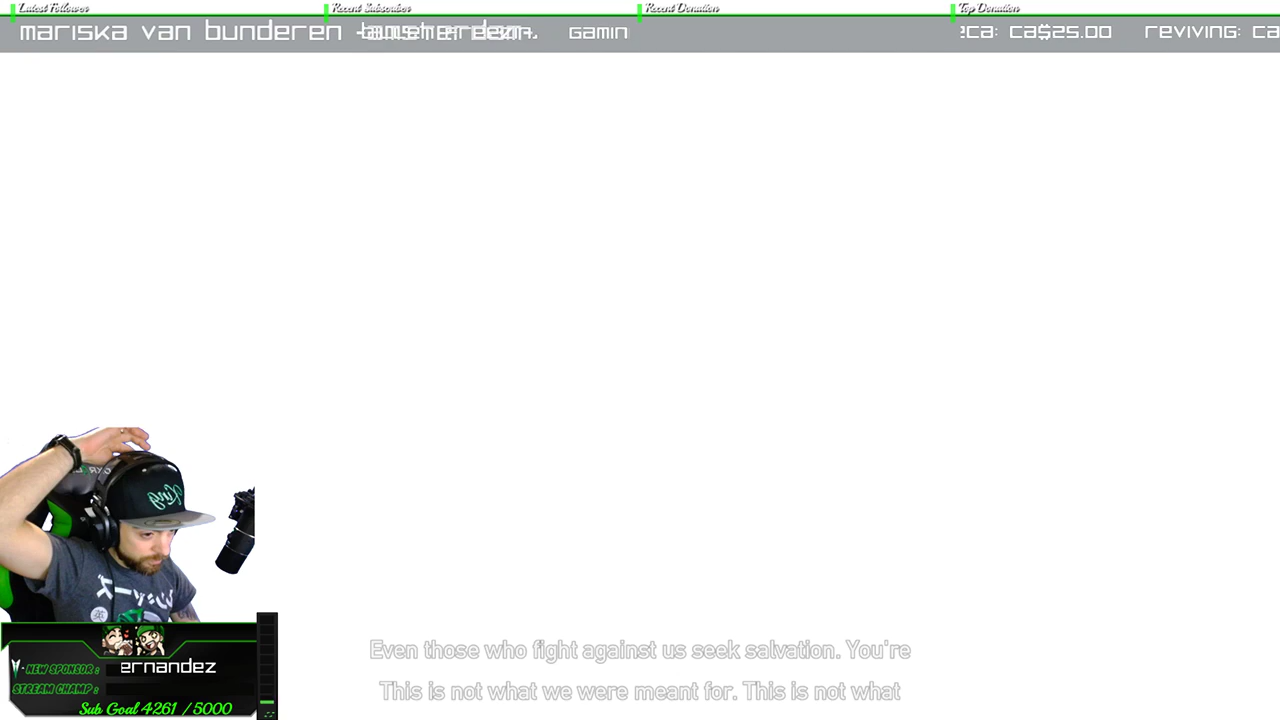 Latest Follower
Recent Subscriber
Recent Donation
Top Donation
mariska van bunderen -
GAMIN
eca: CA$25.00
reviving: ca
King
NEW SPONSOR :
ernandez
STREAM CHAMP :
Sub Goal 4261 / 5000
Even those who fight against us seek salvation. You're
This is not what we were meant for. This is not what